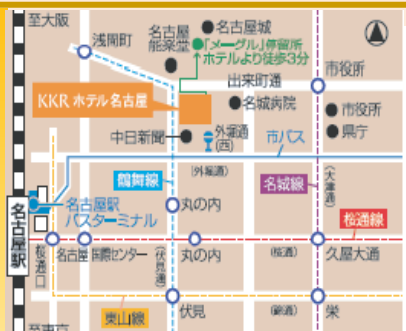 至大阪
浅間町
名古屋
能楽堂
名古屋城
「メーグル」停留所
ホテルより徒歩3分
出来町通
市役所
KKR ホテル名古屋
名城病院
市役所
県庁
中日新聞
外堀通
(西)
市バス
(外堀通)
鶴舞線
名城線
(大津通)
名古屋駅
バスターミナル
丸の内
桜通線
名古屋駅
桜通口
名古屋
国際センター
(伏見通)
丸の内
(桜通)
久屋大通
東山線
伏見
(錦通)
栄
至東京